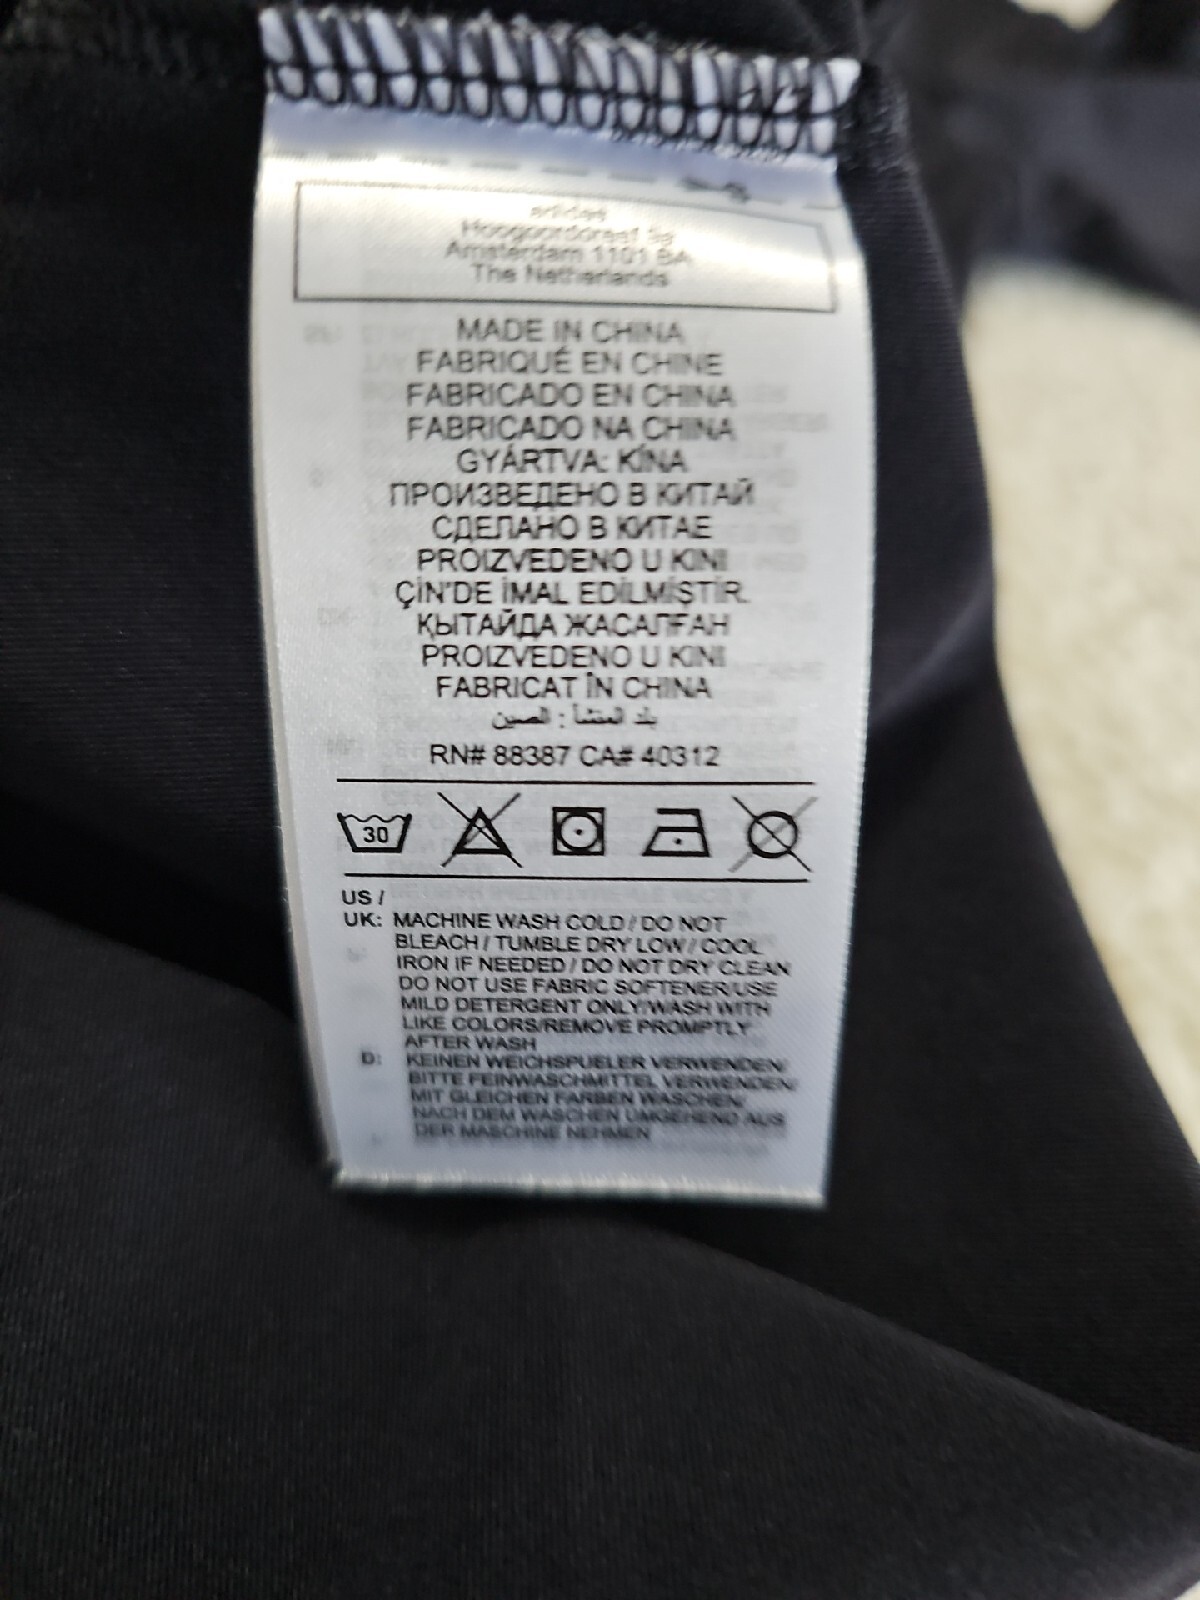 adidas
Hoogoorddreef 9a
Amsterdam 1101 BA
The Netherlands
MADE IN CHINA
FABRIQUÉ EN CHINE
FABRICADO EN CHINA
FABRICADO NA CHINA
GYÁRTVA: KÍNA
ПРОИЗВЕДЕНО В КИТАЙ
СДЕЛАНО В КИТАЕ
PROIZVEDENO U KINI
ÇİN'DE İMAL EDİLMİŞTİR.
ҚЫТАЙДА ЖАСАЛҒАН
PROIZVEDENO U KINI
FABRICAT ÎN CHINA
بلد المنشأ : الصين
RN# 88387 CA# 40312
30
US /
UK: MACHINE WASH COLD / DO NOT
BLEACH / TUMBLE DRY LOW / COOL
IRON IF NEEDED / DO NOT DRY CLEAN
DO NOT USE FABRIC SOFTENER/USE
MILD DETERGENT ONLY/WASH WITH
LIKE COLORS/REMOVE PROMPTLY
AFTER WASH
D: KEINEN WEICHSPUELER VERWENDEN/
BITTE FEINWASCHMITTEL VERWENDEN/
MIT GLEICHEN FARBEN WASCHEN/
NACH DEM WASCHEN UMGEHEND AUS
DER MASCHINE NEHMEN